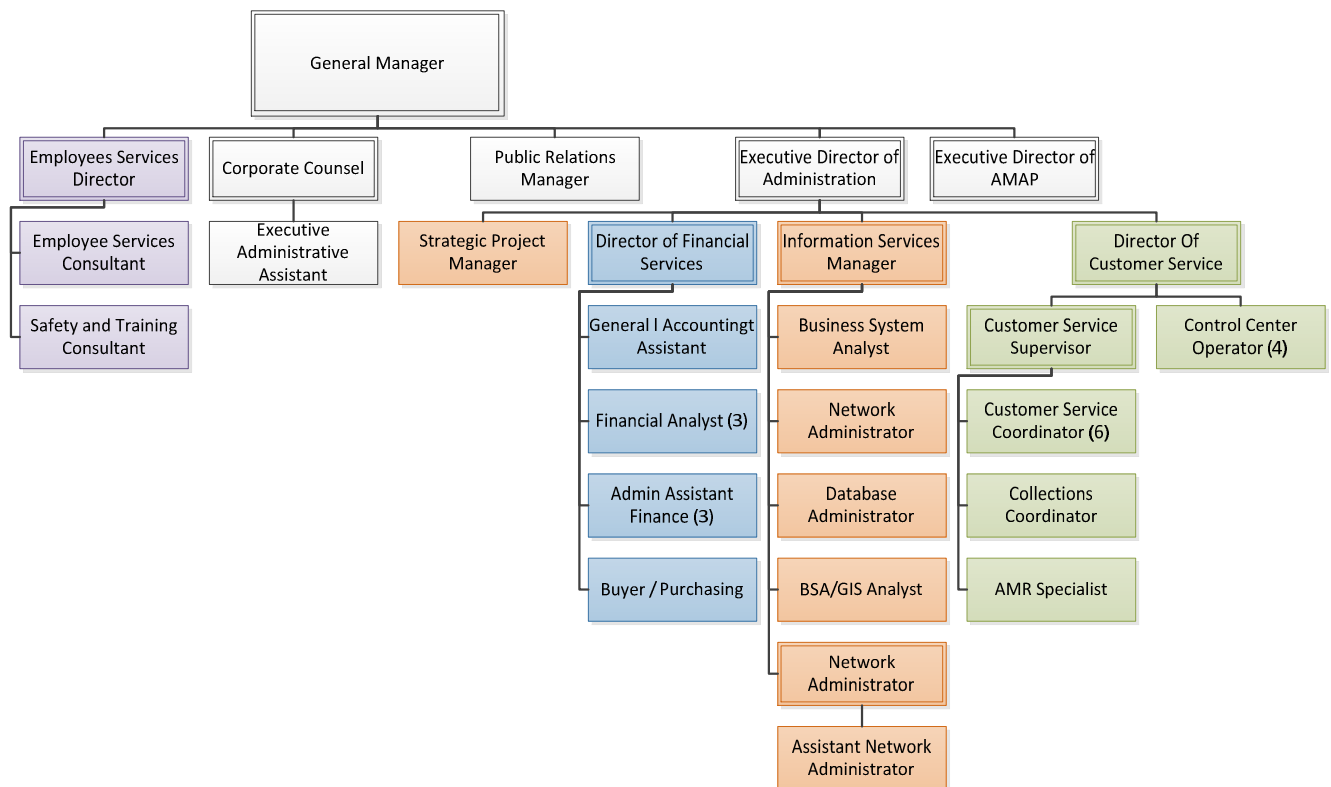 General Manager
Employees Services
Director
Corporate Counsel
Public Relations
Manager
Executive Director of
Administration
Executive Director of
AMAP
Employee Services
Consultant
Executive
Administrative
Assistant
Strategic Project
Manager
Director of Financial
Services
Information Services
Manager
Director Of
Customer Service
Safety and Training
Consultant
General l Accountingt
Assistant
Business System
Analyst
Customer Service
Supervisor
Control Center
Operator (4)
Financial Analyst (3)
Network
Administrator
Customer Service
Coordinator (6)
Admin Assistant
Finance (3)
Database
Administrator
Collections
Coordinator
Buyer / Purchasing
BSA/GIS Analyst
AMR Specialist
Network
Administrator
Assistant Network
Administrator